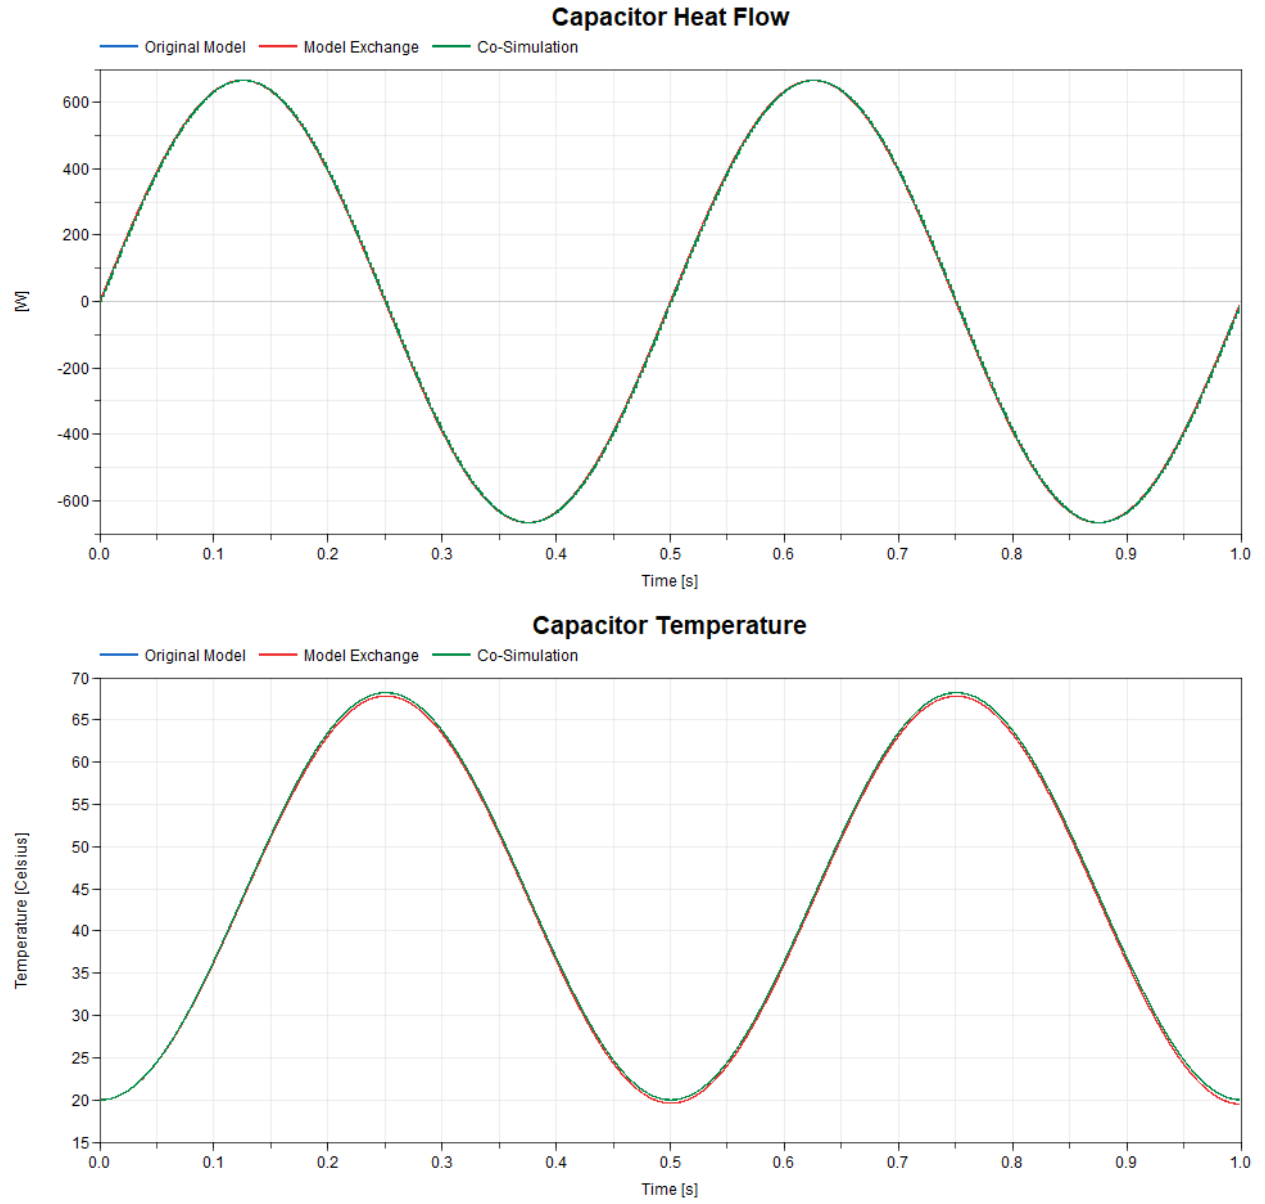 Capacitor Heat Flow
Original Model Model Exchange Co-Simulation
600
400
200
0
-200
-400
-600
[W]
0.0 0.1 0.2 0.3 0.4 0.5 0.6 0.7 0.8 0.9 1.0
Time [s]
Capacitor Temperature
Original Model Model Exchange Co-Simulation
70
65
60
55
50
45
40
35
30
25
20
15
Temperature [Celsius]
0.0 0.1 0.2 0.3 0.4 0.5 0.6 0.7 0.8 0.9 1.0
Time [s]